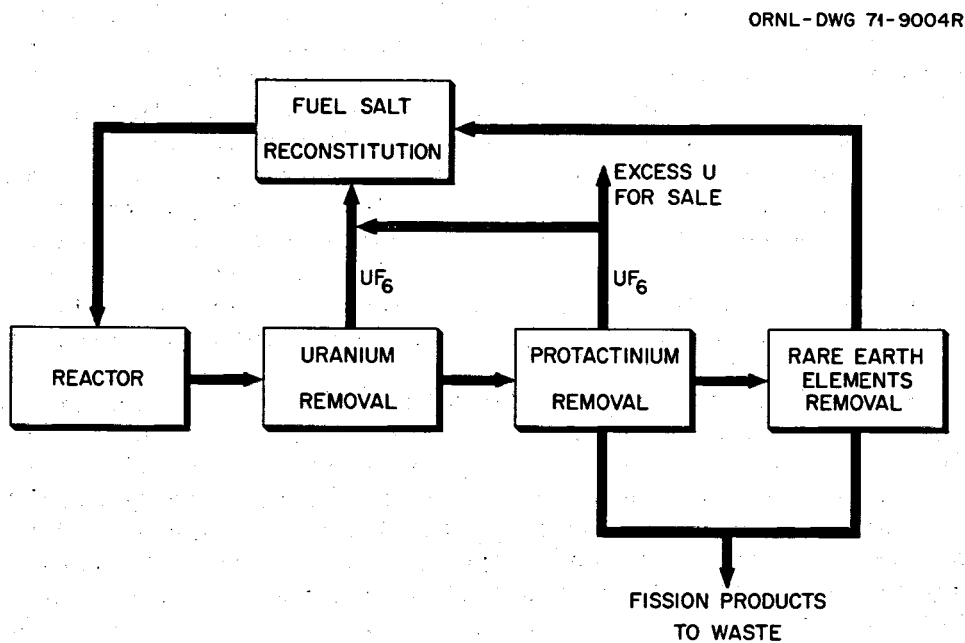 ORNL-DWG 71-9004R
FUEL SALT
RECONSTITUTION
EXCESS U
FOR SALE
UF6
UF6
REACTOR
URANIUM
REMOVAL
PROTACTINIUM
REMOVAL
RARE EARTH
ELEMENTS
REMOVAL
FISSION PRODUCTS
TO WASTE